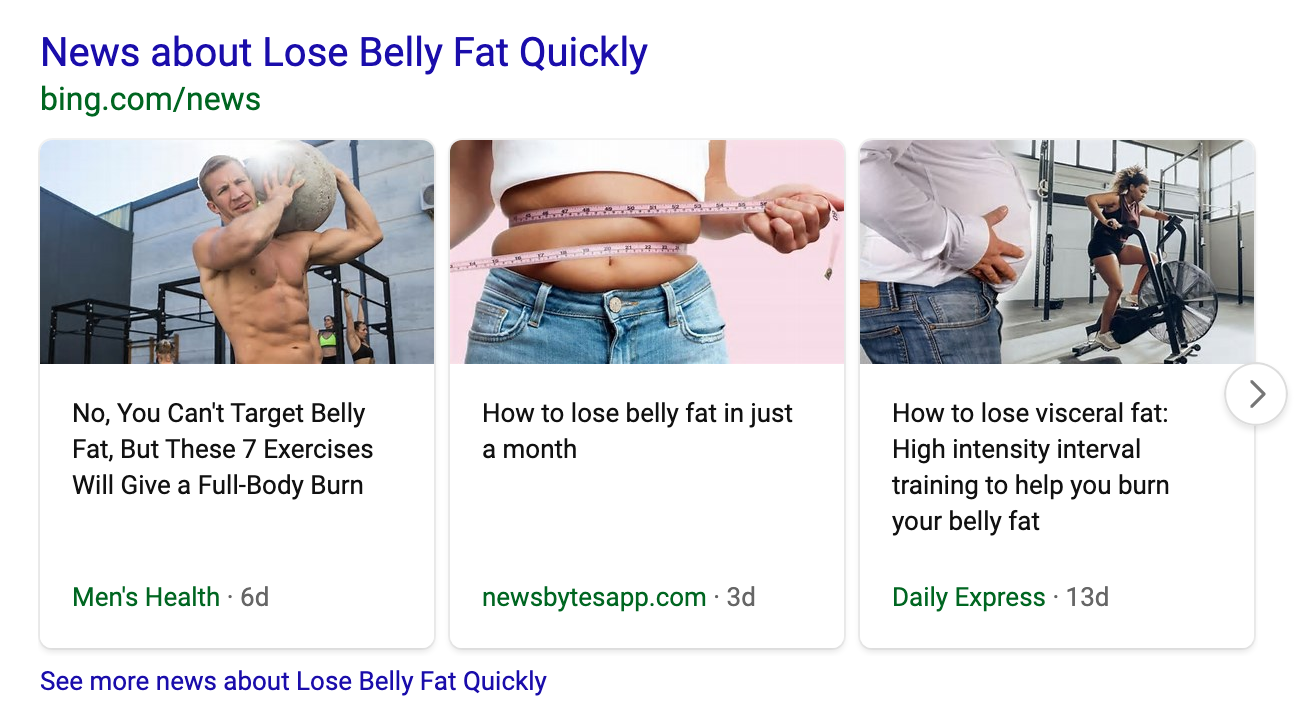 News about Lose Belly Fat Quickly
bing.com/news
No, You Can't Target Belly
Fat, But These 7 Exercises
Will Give a Full-Body Burn
Men's Health · 6d
How to lose belly fat in just
a month
newsbytesapp.com · 3d
How to lose visceral fat:
High intensity interval
training to help you burn
your belly fat
Daily Express · 13d
See more news about Lose Belly Fat Quickly